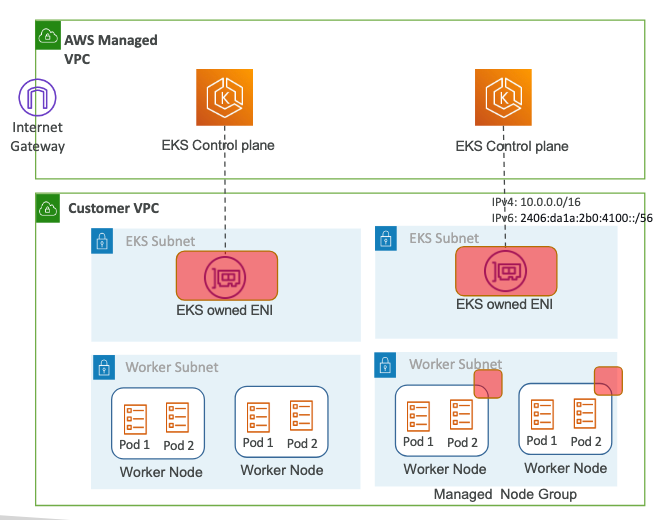 AWS Managed
VPC
Internet
Gateway
EKS Control plane
EKS Control plane
Customer VPC
IPv4: 10.0.0.0/16
IPv6: 2406:da1a:2b0:4100::/56
EKS Subnet
EKS Subnet
EKS owned ENI
EKS owned ENI
Worker Subnet
Worker Subnet
Pod 1
Pod 2
Pod 1
Pod 2
Pod 1
Pod 2
Pod 1
Pod 2
Worker Node
Worker Node
Worker Node
Worker Node
Managed Node Group
K
K